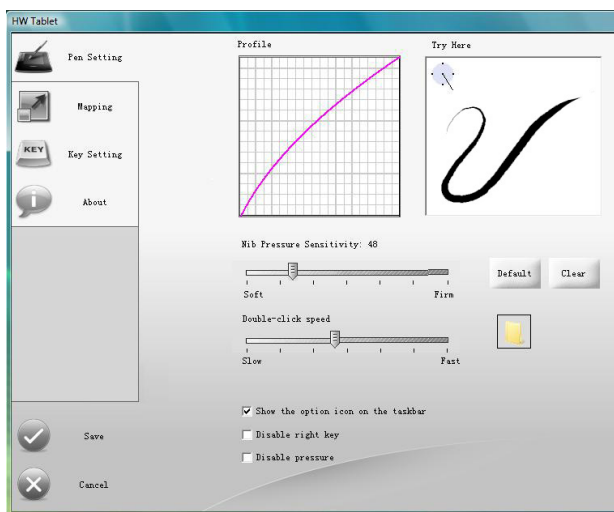 HW Tablet
Pen Setting
Mapping
KEY
Key Setting
i
About
Save
Cancel
Profile
Try Here
Nib Pressure Sensitivity: 48
Soft
Firm
Default
Clear
Double-click speed
Slow
Fast
Show the option icon on the taskbar
Disable right key
Disable pressure